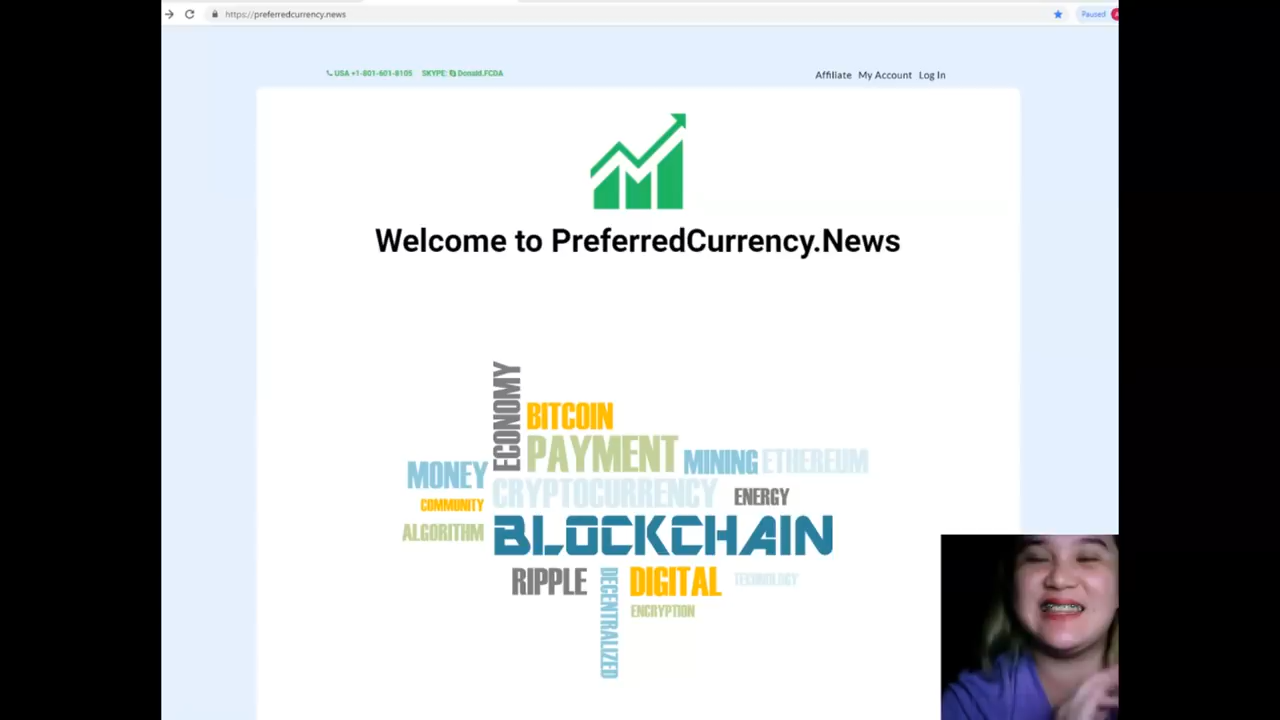 https://preferredcurrency.news
Paused
USA +1-801-601-8105 SKYPE: Donald.FCDA
Affiliate My Account Log In
Welcome to PreferredCurrency.News
ECONOMY
BITCOIN
PAYMENT
MONEY
MINING
ETHEREUM
CRYPTOCURRENCY
ENERGY
COMMUNITY
ALGORITHM
BLOCKCHAIN
RIPPLE
DECENTRALIZED
DIGITAL
TECHNOLOGY
ENCRYPTION